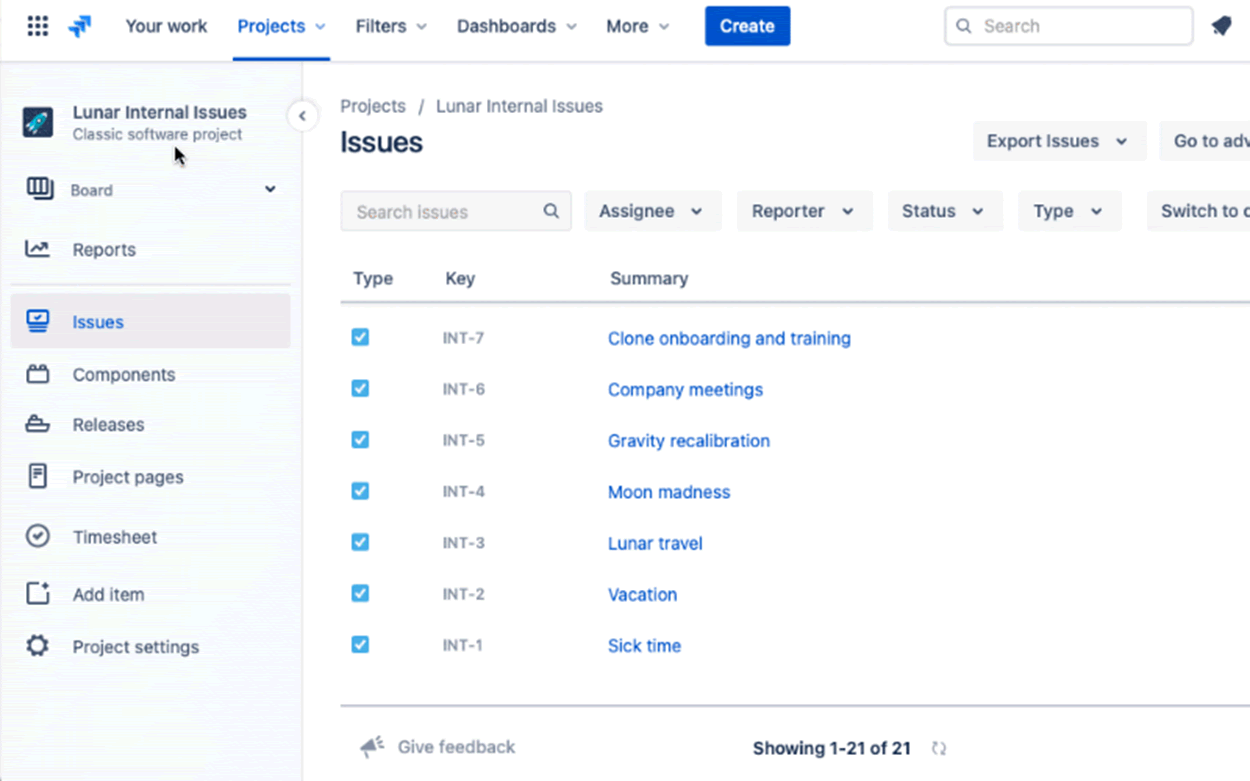 Your work Projects Filters Dashboards More Create Search
Lunar Internal Issues
Classic software project
Board
Reports
Issues
Components
Releases
Project pages
Timesheet
Add item
Project settings
Projects / Lunar Internal Issues
Issues
Export Issues Go to adv
Search issues Assignee Reporter Status Type Switch to
Type Key Summary
INT-7 Clone onboarding and training
INT-6 Company meetings
INT-5 Gravity recalibration
INT-4 Moon madness
INT-3 Lunar travel
INT-2 Vacation
INT-1 Sick time
Give feedback Showing 1-21 of 21